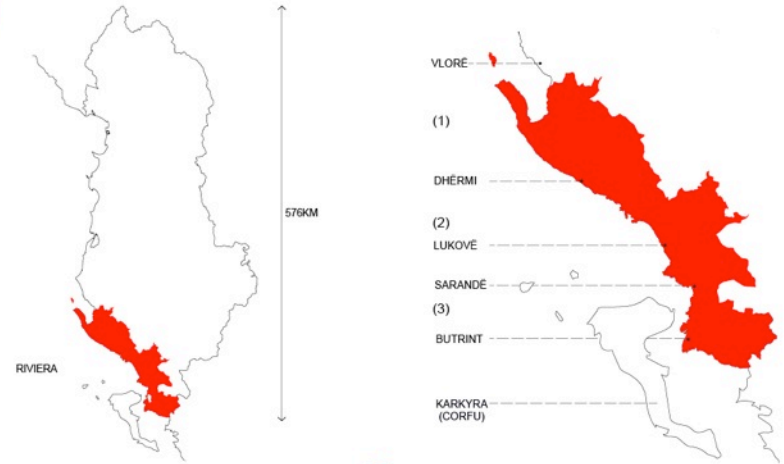 576KM
RIVIERA
VLORË
(1)
DHËRMI
(2)
LUKOVË
SARANDË
(3)
BUTRINT
KARKYRA
(CORFU)